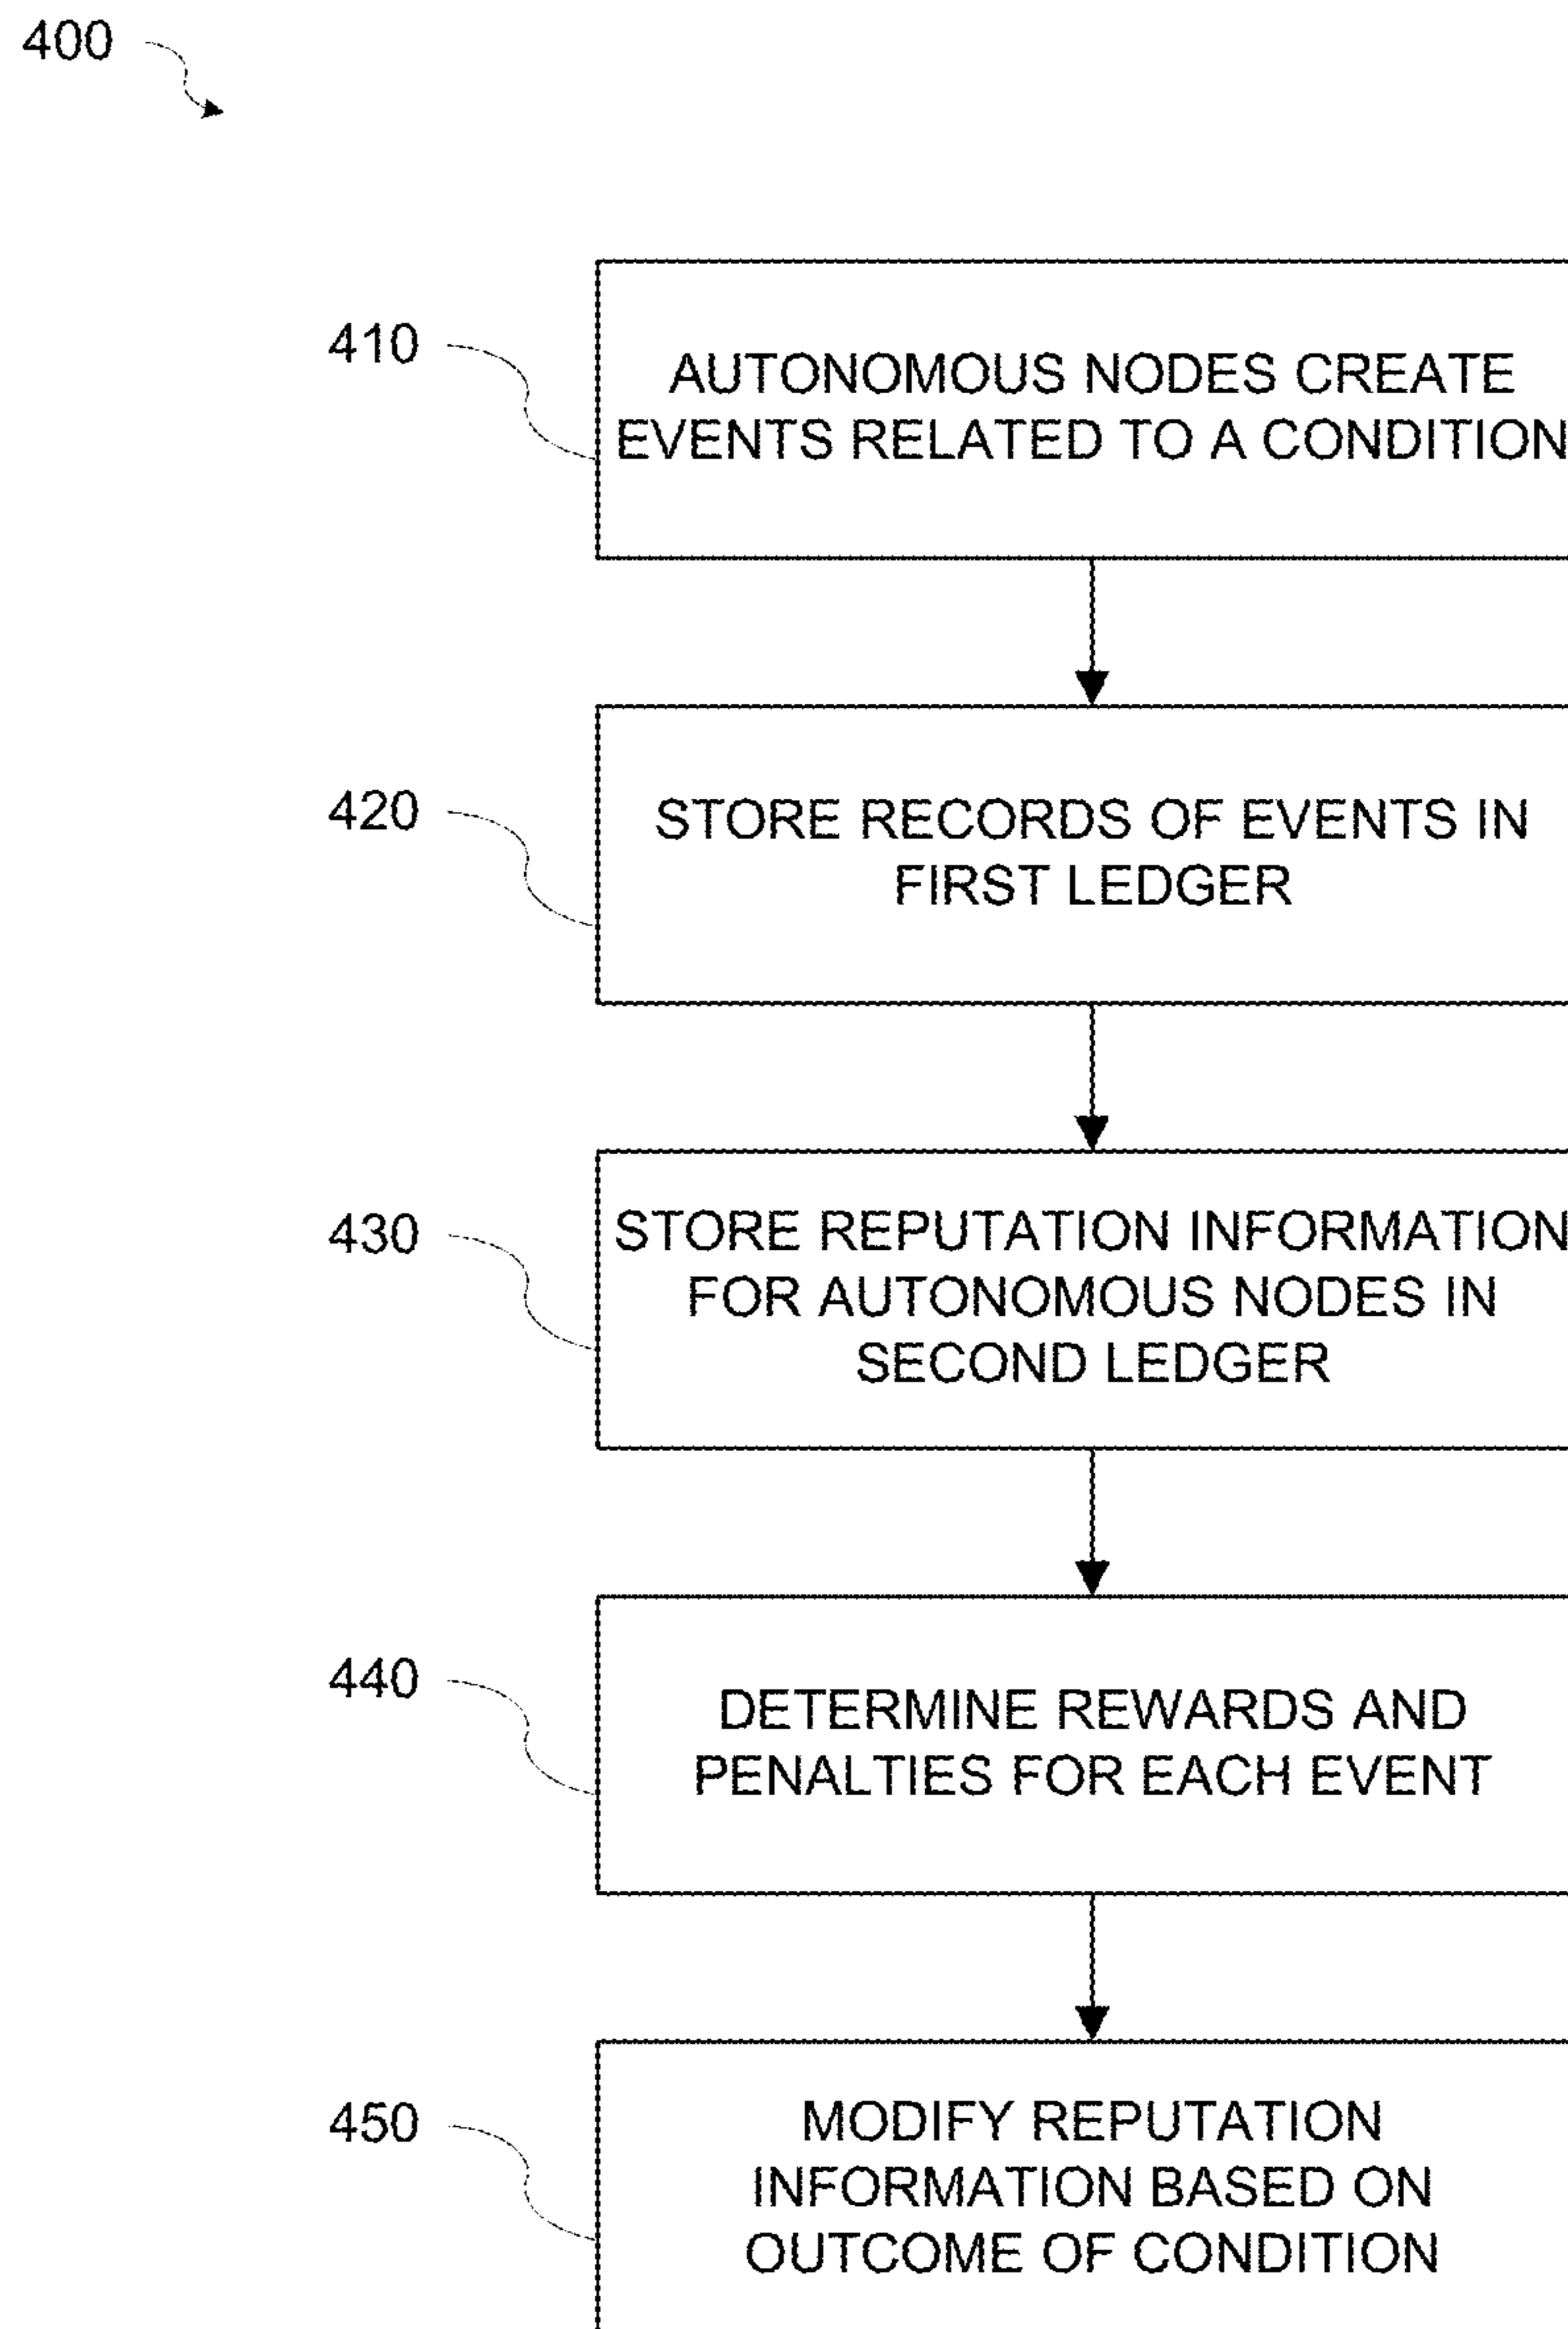 400
410
AUTONOMOUS NODES CREATE
EVENTS RELATED TO A CONDITION
420
STORE RECORDS OF EVENTS IN
FIRST LEDGER
430
STORE REPUTATION INFORMATION
FOR AUTONOMOUS NODES IN
SECOND LEDGER
440
DETERMINE REWARDS AND
PENALTIES FOR EACH EVENT
450
MODIFY REPUTATION
INFORMATION BASED ON
OUTCOME OF CONDITION